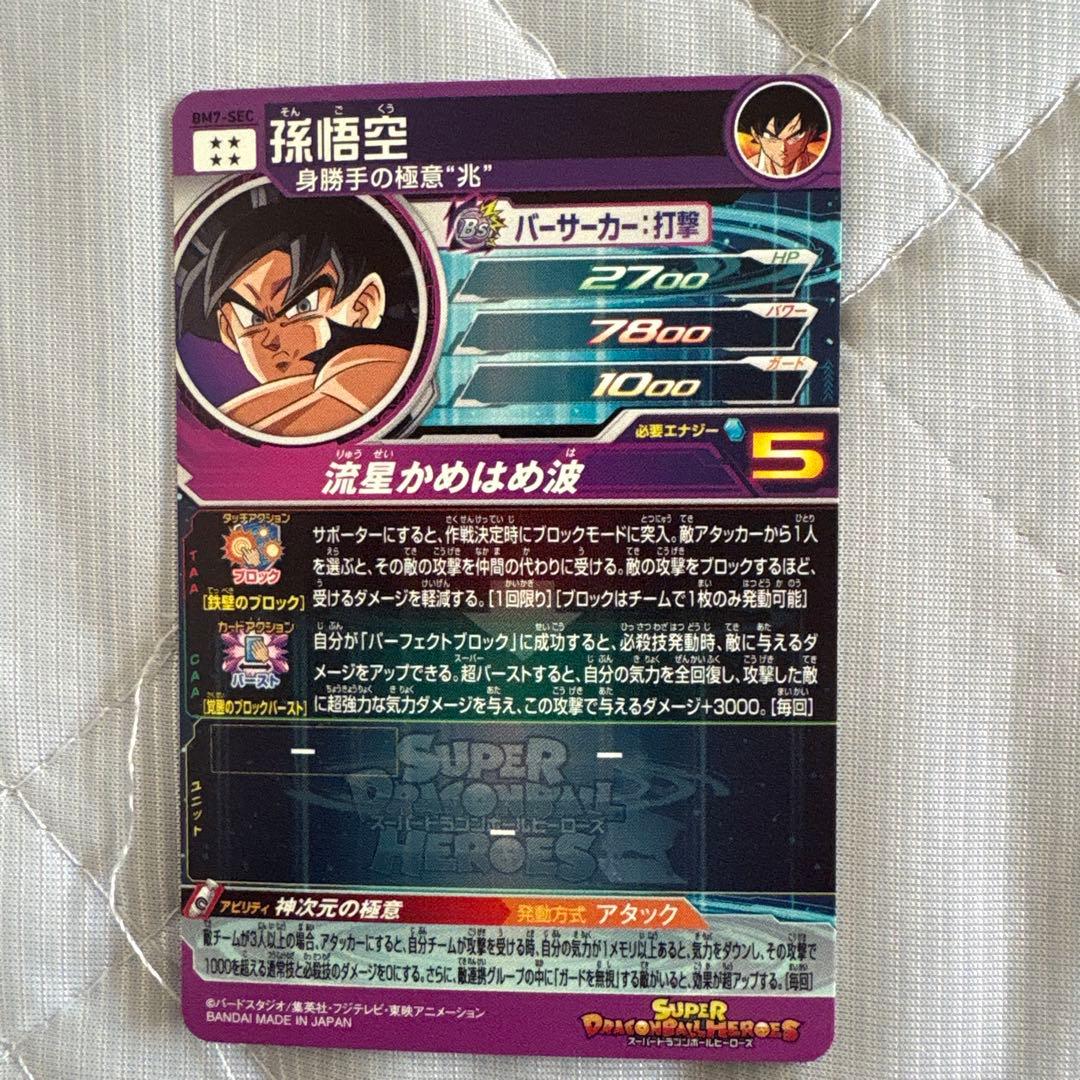 BM7-SEC
孫悟空
そんごくう
身勝手の極意“兆”
Bs
バーサーカー:打撃
HP
2700
パワー
7800
ガード
1000
必要エナジー
5
りゅうせい は
流星かめはめ波
TAA
タッチアクション
ブロック
[鉄壁のブロック]
サポーターにすると、作戦決定時にブロックモードに突入。敵アタッカーから1人
を選ぶと、その敵の攻撃を仲間の代わりに受ける。敵の攻撃をブロックするほど、
受けるダメージを軽減する。[1回限り][ブロックはチームで1枚のみ発動可能]
CAA
カードアクション
バースト
[覚醒のブロックバースト]
自分が「パーフェクトブロック」に成功すると、必殺技発動時、敵に与えるダ
メージをアップできる。超バーストすると、自分の気力を全回復し、攻撃した敵
に超強力な気力ダメージを与え、この攻撃で与えるダメージ+3000。[毎回]
ユニット
SUPER
DRAGONBALL
スーパードラゴンボールヒーローズ
HEROES
アビリティ 神次元の極意
発動方式 アタック
敵チームが3人以上の場合、アタッカーにすると、自分チームが攻撃を受ける時、自分の気力が1メモリ以上あると、気力をダウンし、その攻撃で
1000を超える通常技と必殺技のダメージを0にする。さらに、敵連携グループの中に「ガードを無視」する敵がいると、効果が超アップする。[毎回]
©バードスタジオ/集英社・フジテレビ・東映アニメーション
BANDAI MADE IN JAPAN
SUPER
DRAGONBALL HEROES
スーパードラゴンボールヒーローズ